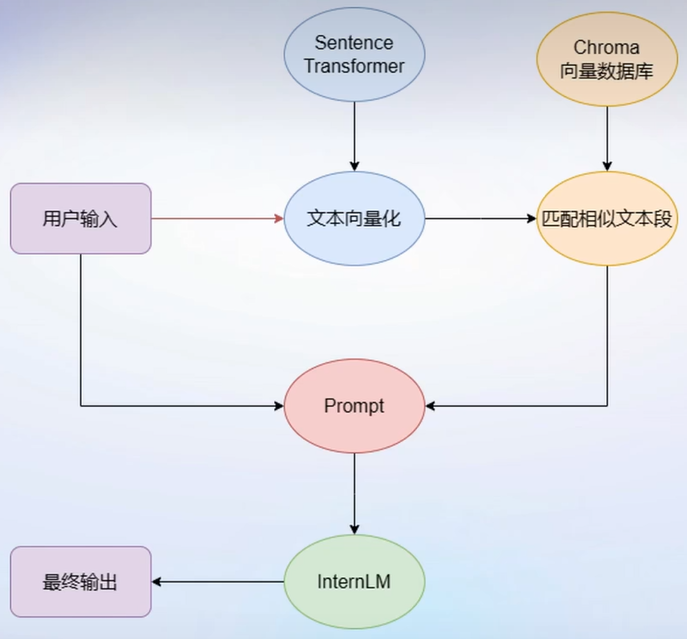 Sentence
Transformer
Chroma
向量数据库
用户输入
文本向量化
匹配相似文本段
Prompt
最终输出
InternLM